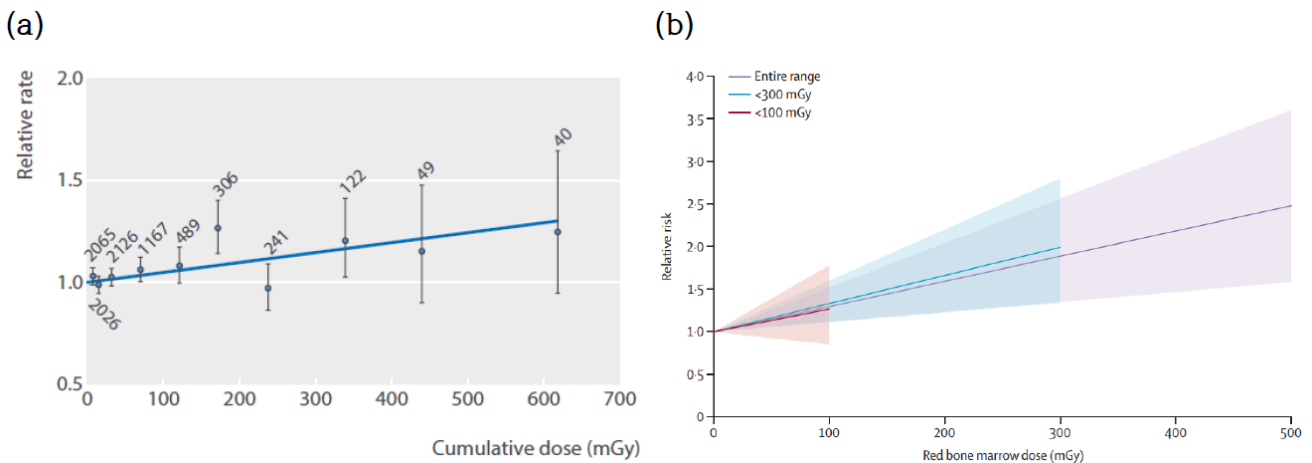 (a)
Relative rate
2.0
1.5
1.0
0.5
2065
2026
2126
1167
489
306
241
122
49
40
0 100 200 300 400 500 600 700
Cumulative dose (mGy)
(b)
Relative risk
4·0
3·5
3·0
2·5
2·0
1·5
1·0
0·5
0
Entire range
<300 mGy
<100 mGy
0 100 300 500
Red bone marrow dose (mGy)